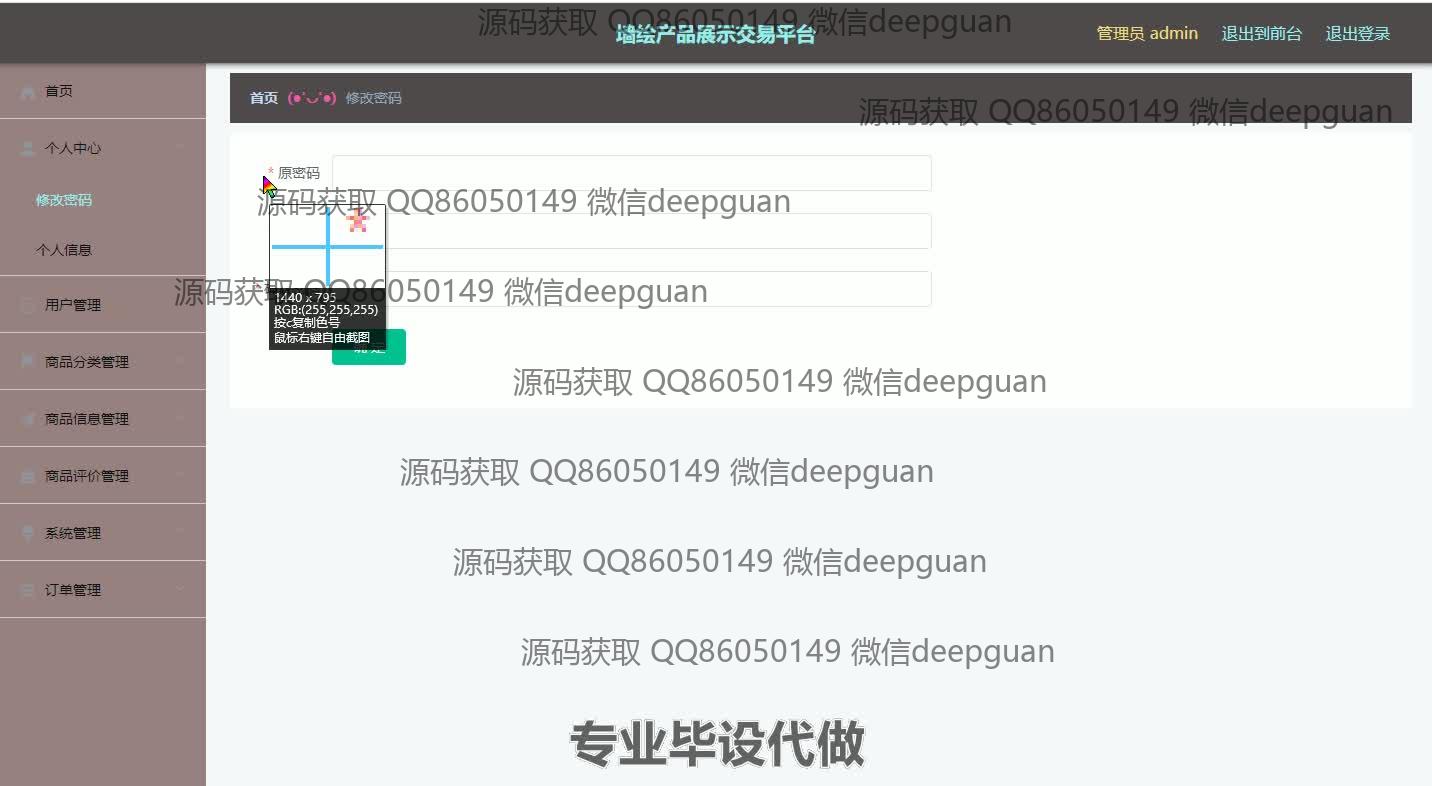 源码获取 QQ86050149 微信deepguan
墙绘产品展示交易平台
管理员 admin
退出到前台
退出登录
首页
个人中心
修改密码
个人信息
用户管理
商品分类管理
商品信息管理
商品评价管理
系统管理
订单管理
首页 (●'◡'●) 修改密码
源码获取 QQ86050149 微信deepguan
* 原密码
源码获取 QQ86050149 微信deepguan
源码获取 QQ86050149 微信deepguan
1440 x 795
RGB:(255,255,255)
按c复制色号
鼠标右键自由截图
源码获取 QQ86050149 微信deepguan
源码获取 QQ86050149 微信deepguan
源码获取 QQ86050149 微信deepguan
源码获取 QQ86050149 微信deepguan
专业毕设代做